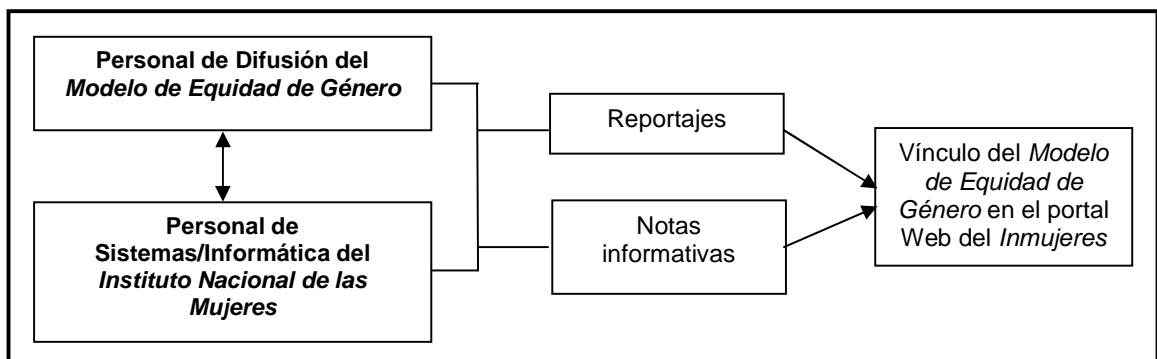 Personal de Difusión del
Modelo de Equidad de Género
Personal de
Sistemas/Informática del
Instituto Nacional de las
Mujeres
Reportajes
Notas
informativas
Vínculo del Modelo
de Equidad de
Género en el portal
Web del Inmujeres